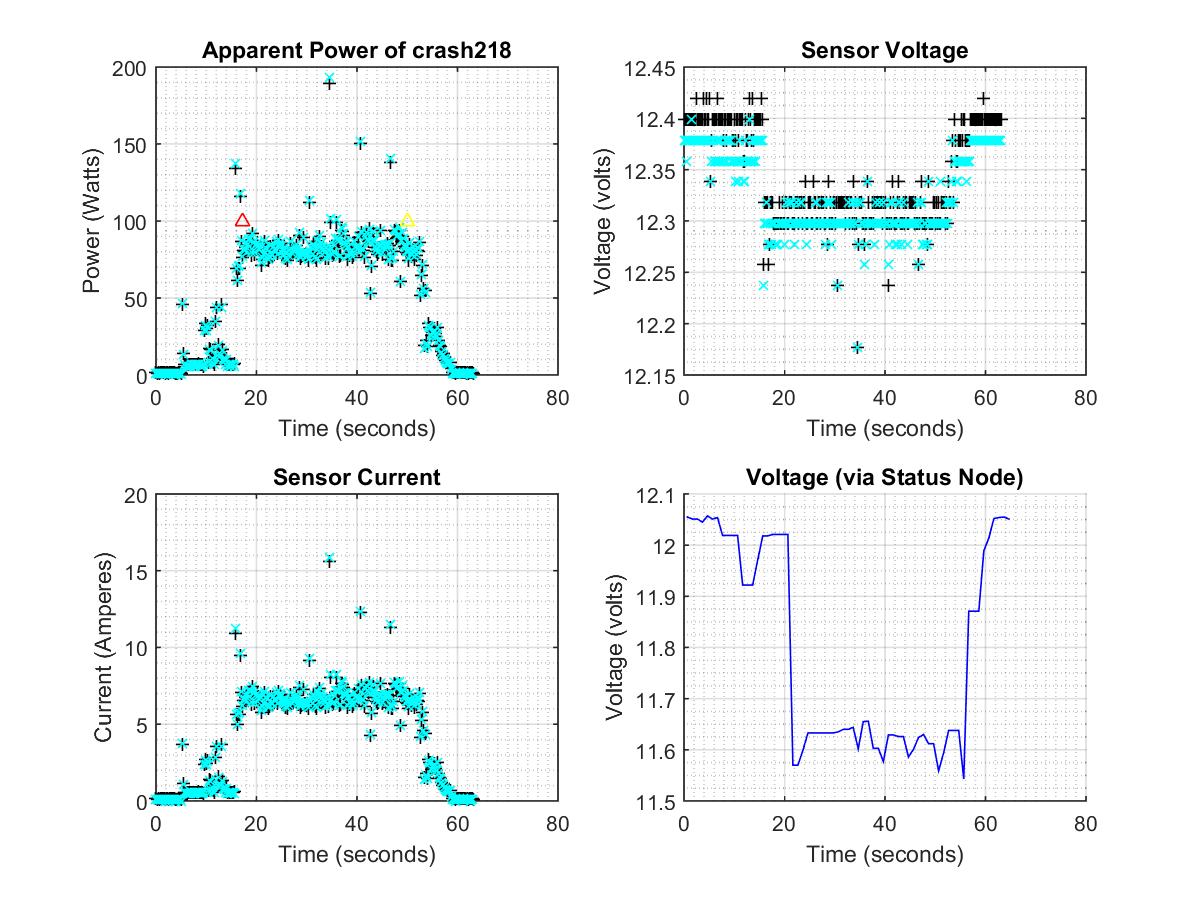 Apparent Power of crash218
200
150
100
50
0
0 20 40 60 80
Power (Watts)
Time (seconds)
Sensor Voltage
12.45
12.4
12.35
12.3
12.25
12.2
12.15
0 20 40 60 80
Voltage (volts)
Time (seconds)
Sensor Current
20
15
10
5
0
0 20 40 60 80
Current (Amperes)
Time (seconds)
Voltage (via Status Node)
12.1
12
11.9
11.8
11.7
11.6
11.5
0 20 40 60 80
Voltage (volts)
Time (seconds)